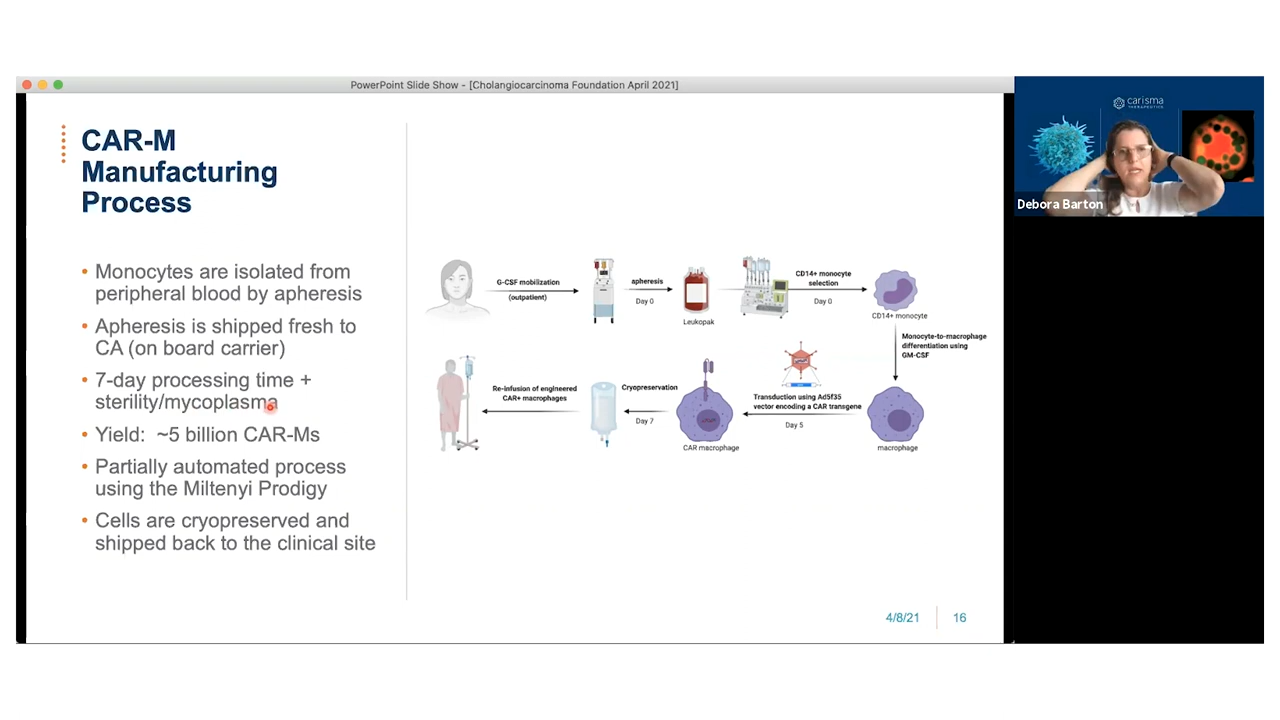 PowerPoint Slide Show - [Cholangiocarcinoma Foundation April 2021]
CAR-M
Manufacturing
Process
• Monocytes are isolated from
peripheral blood by apheresis
• Apheresis is shipped fresh to
CA (on board carrier)
• 7-day processing time +
sterility/mycoplasma
• Yield: ~5 billion CAR-Ms
• Partially automated process
using the Miltenyi Prodigy
• Cells are cryopreserved and
shipped back to the clinical site
G-CSF mobilization
(outpatient)
apheresis
Day 0
Leukopak
CD14+ monocyte
selection
Day 0
CD14+ monocyte
Monocyte-to-macrophage
differentiation using
GM-CSF
macrophage
Transduction using Ad5f35
vector encoding a CAR transgene
Day 5
CAR macrophage
Cryopreservation
Day 7
Re-infusion of engineered
CAR+ macrophages
4/8/21
16
carisma
THERAPEUTICS
Debora Barton